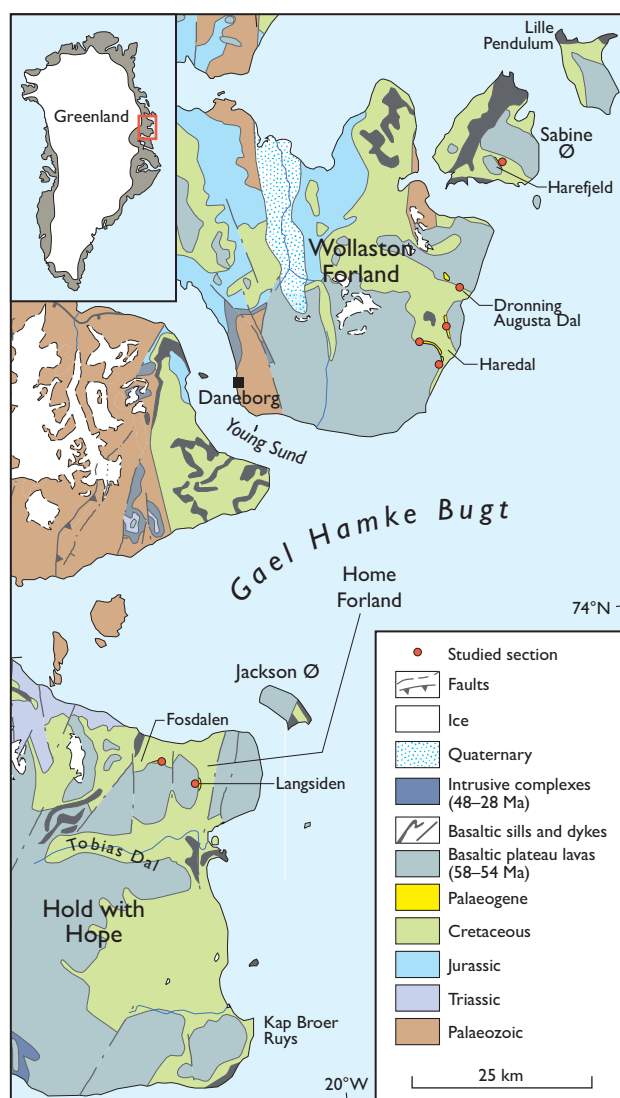 Greenland
Lille
Pendulum
Sabine
Ø
Harefjeld
Wollaston
Forland
Dronning
Augusta Dal
Haredal
Daneborg
Young Sund
Gael Hamke Bugt
Home
Forland
74°N
Jackson Ø
Fosdalen
Langsiden
Tobias Dal
Hold with
Hope
Kap Broer
Ruys
20°W
Studied section
Faults
Ice
Quaternary
Intrusive complexes
(48–28 Ma)
Basaltic sills and dykes
Basaltic plateau lavas
(58–54 Ma)
Palaeogene
Cretaceous
Jurassic
Triassic
Palaeozoic
25 km